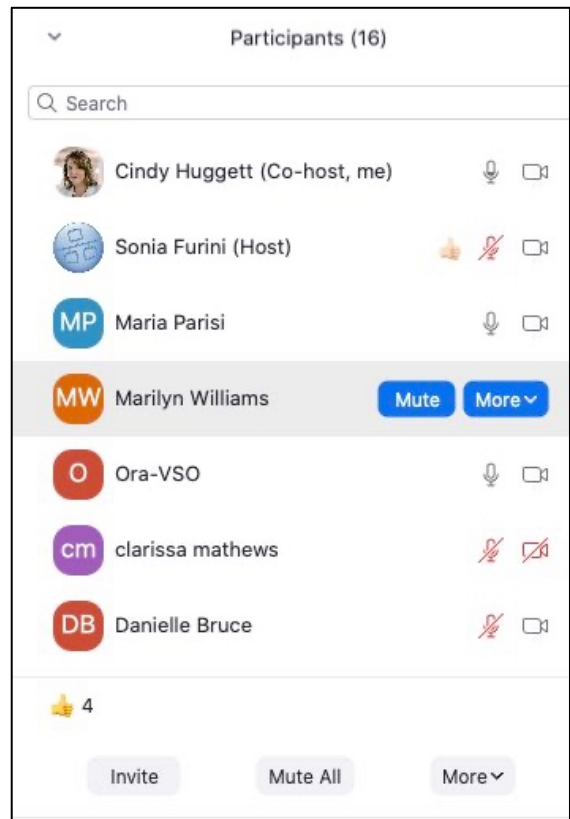 Participants (16)
Search
Cindy Huggett (Co-host, me)
Sonia Furini (Host)
MP Maria Parisi
MW Marilyn Williams Mute More
O Ora-VSO
cm clarissa mathews
DB Danielle Bruce
4
Invite Mute All More